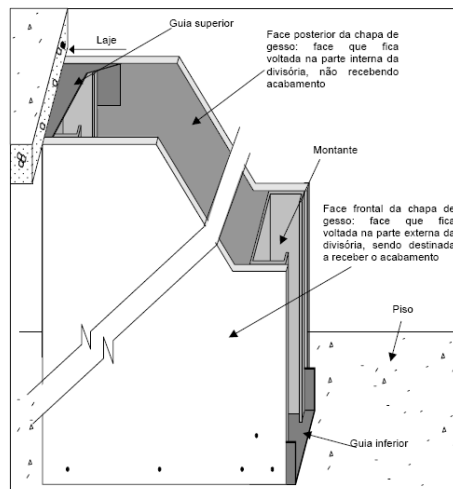 Guia superior
Laje
Face posterior da chapa de
gesso: face que fica
voltada na parte interna da
divisória, não recebendo
acabamento
Montante
Face frontal da chapa de
gesso: face que fica
voltada na parte externa da
divisória, sendo destinada
a receber o acabamento
Piso
Guia inferior